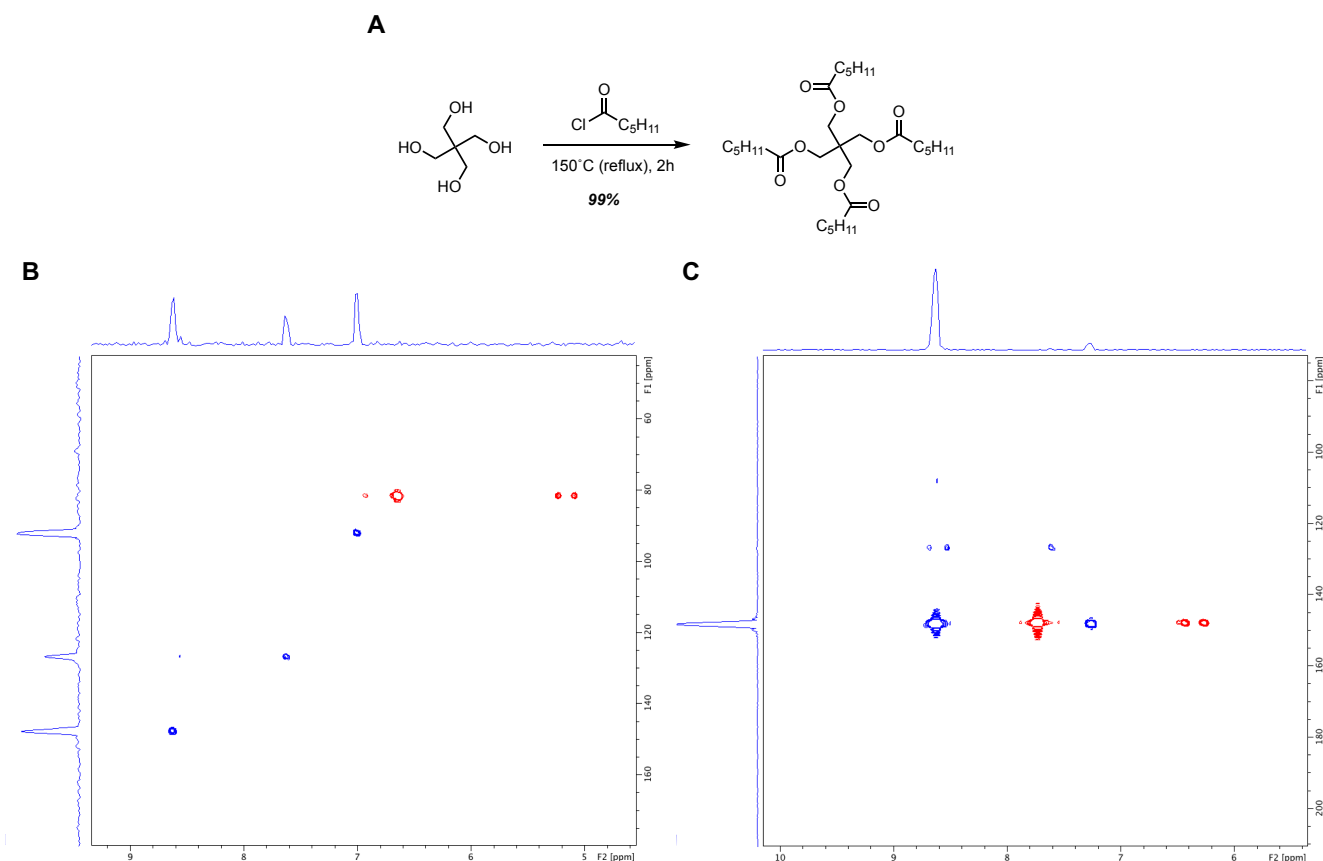 A
C₅H₁₁
O
O
OH
O
O
HO
OH
Cl
C₅H₁₁
C₅H₁₁
O
O
C₅H₁₁
HO
150˚C (reflux), 2h
O
O
O
99%
C₅H₁₁
B
C
F1 [ppm]
60
80
100
120
140
160
9
8
7
6
5
F2 [ppm]
F1 [ppm]
100
120
140
160
180
200
10
9
8
7
6
F2 [ppm]